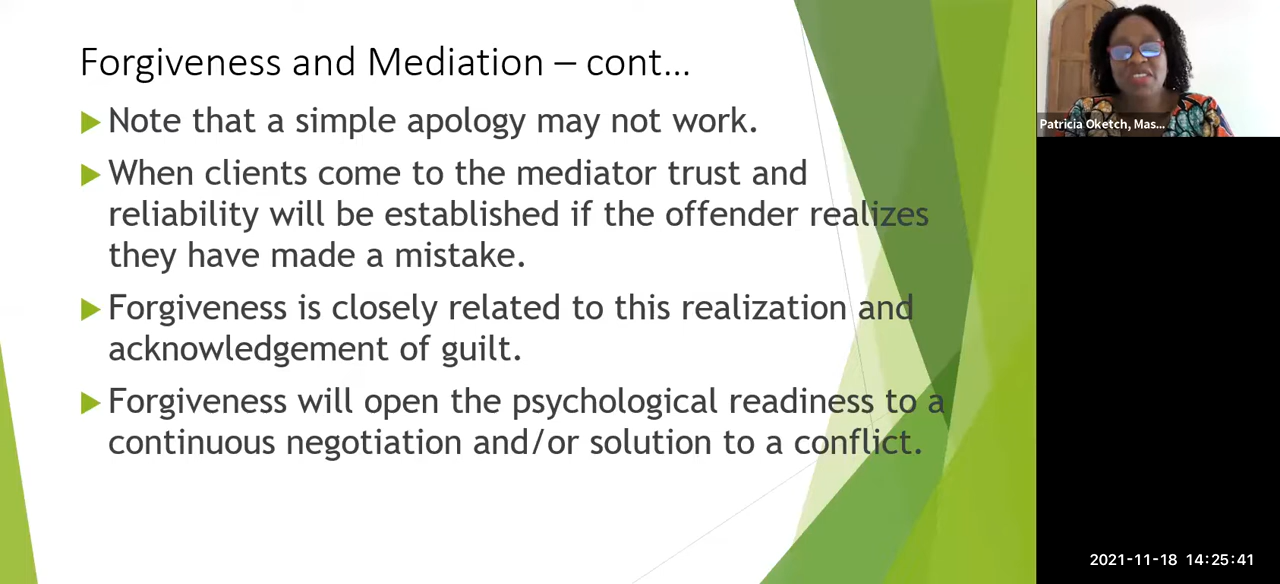 Forgiveness and Mediation – cont…
Note that a simple apology may not work.
When clients come to the mediator trust and
reliability will be established if the offender realizes
they have made a mistake.
Forgiveness is closely related to this realization and
acknowledgement of guilt.
Forgiveness will open the psychological readiness to a
continuous negotiation and/or solution to a conflict.
Patricia Oketch, Mas...
2021-11-18 14:25:41